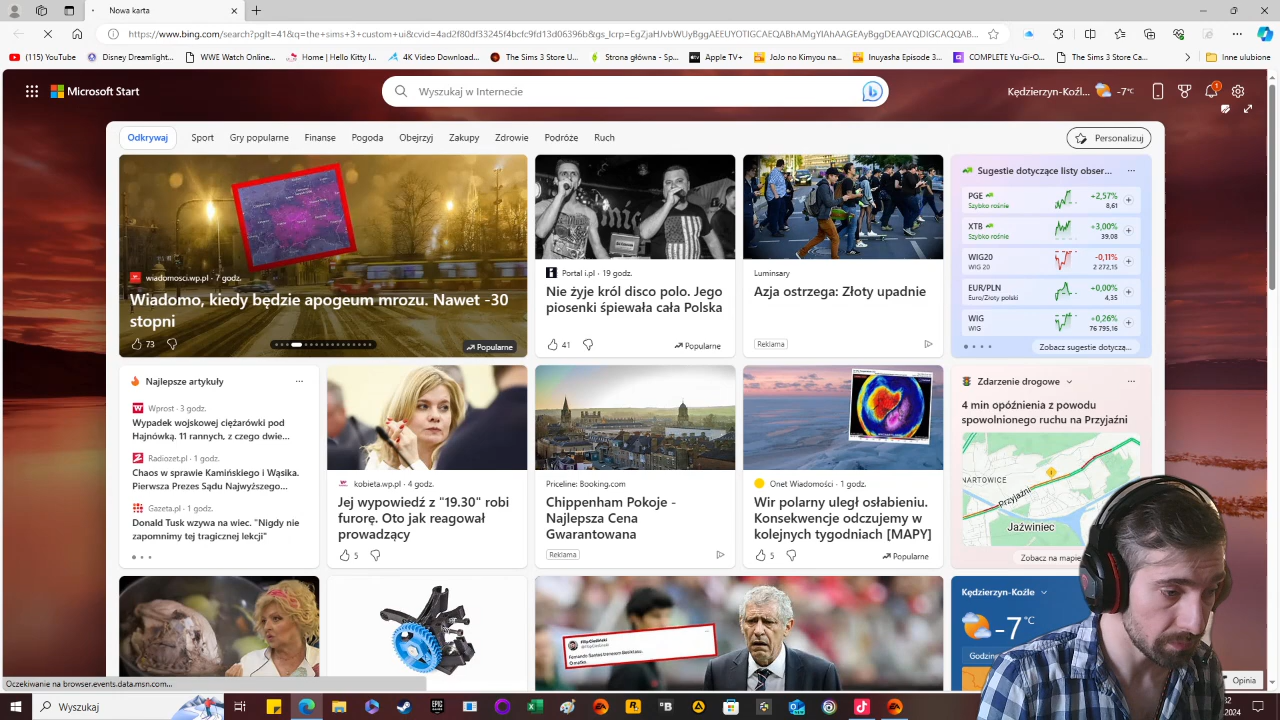 Nowa karta
https://www.bing.com/search?pglt=41&q=the+sims+3+custom+ui&cvid=4ad2f80df33245f4bcfc9fd13d0b096b&gs_lcrp=
(115) YouTube
Disney Dreamlight...
WWE Watch Online...
Home | Hello Kitty I...
4K Video Download...
The Sims 3 Store U...
Strona główna - Sp...
Apple TV+
JoJo no Kimyou na...
Inuyasha Episode 3...
COMPLETE Yu-Gi-O...
The Sims 3 Store Ca...
Inne ulubione
Microsoft Start
Wyszukaj w Internecie
Kędzierzyn-Koźl...
-7°C
Odkrywaj
Sport
Gry popularne
Finanse
Pogoda
Obejrzyj
Zakupy
Zdrowie
Podróże
Ruch
Personalizuj
wiadomosci.wp.pl · 7 godz.
Wiadomo, kiedy będzie apogeum mrozu. Nawet -30
stopni
73
Popularne
Portal i.pl · 19 godz.
Nie żyje król disco polo. Jego
piosenki śpiewała cała Polska
41
Popularne
Luminsary
Azja ostrzega: Złoty upadnie
Reklama
Sugestie dotyczące listy obser...
PGE +2,57%
Szybko rośnie 8,61
XTB +3,00%
Szybko rośnie 39,08
WIG20 -0,11%
WIG 20 2 272,15
EUR/PLN +0,00%
Euro/Zloty polski 4,35
WIG +0,26%
WIG 76 795,16
Zobacz sugestie dotyczą...
Najlepsze artykuły
Wprost · 3 godz.
Wypadek wojskowej ciężarówki pod
Hajnówką. 11 rannych, z czego dwie...
Radiozet.pl · 1 godz.
Chaos w sprawie Kamińskiego i Wąsika.
Pierwsza Prezes Sądu Najwyższego...
Gazeta.pl · 1 godz.
Donald Tusk wzywa na wiec. "Nigdy nie
zapomnimy tej tragicznej lekcji"
kobieta.wp.pl · 4 godz.
Jej wypowiedź z "19.30" robi
furorę. Oto jak reagował
prowadzący
5
Priceline: Booking.com
Chippenham Pokoje -
Najlepsza Cena
Gwarantowana
Reklama
Onet Wiadomości · 1 godz.
Wir polarny uległ osłabieniu.
Konsekwencje odczujemy w
kolejnych tygodniach [MAPY]
5
Popularne
Zdarzenie drogowe
4 min opóźnienia z powodu
spowolnionego ruchu na Przyjaźni
NARTOWICE
Przyjaźni
Jaźwiniec
Zobacz na mapie
Kędzierzyn-Koźle
-7°C
Godzin
Opinia
Oczekiwanie na browser.events.data.msn.com...
Wyszukaj